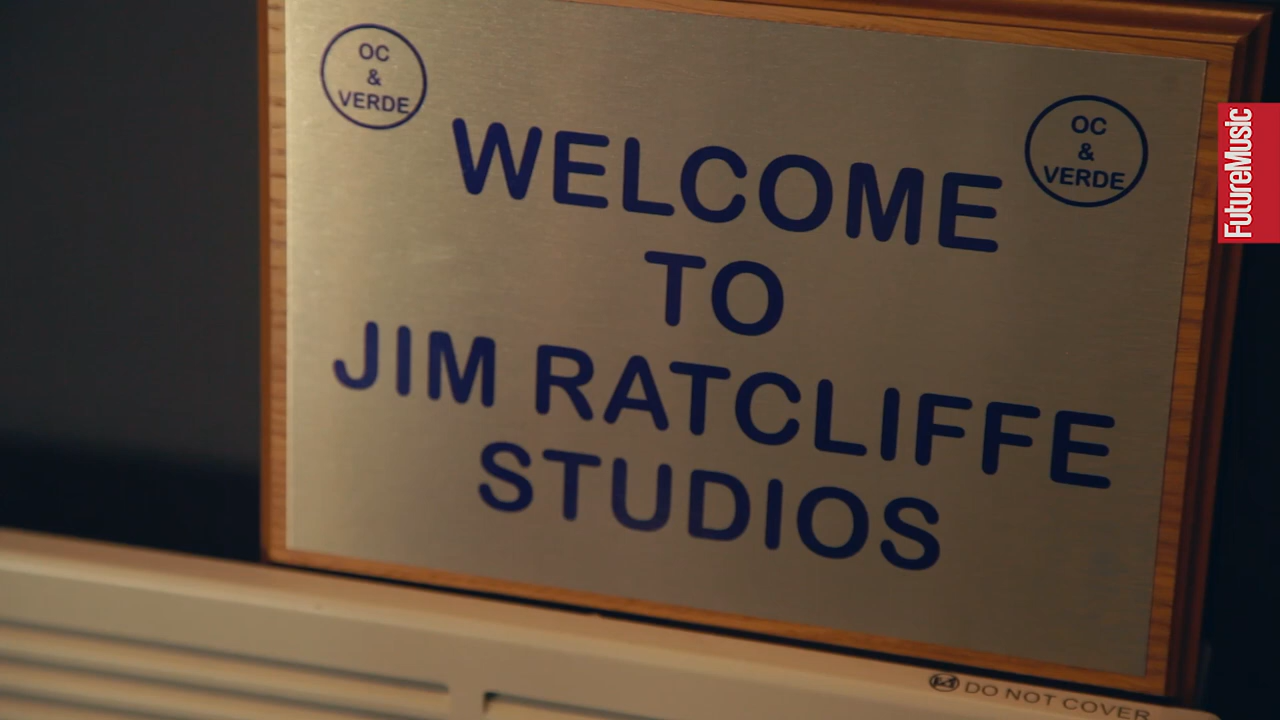 OC
&
VERDE
OC
&
VERDE
WELCOME
TO
JIM RATCLIFFE
STUDIOS
FutureMusic
DO NOT COVER